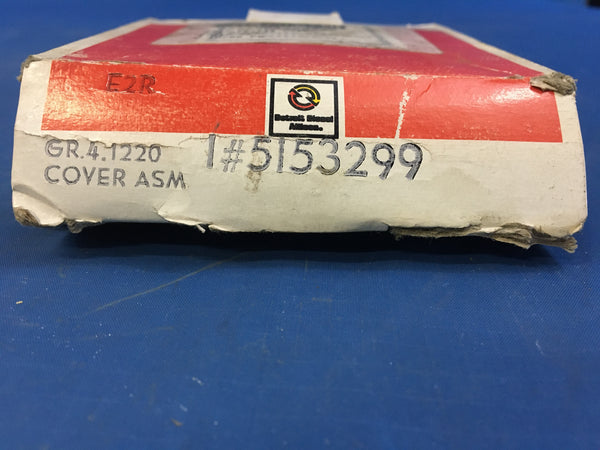 E2R
Detroit Diesel
Allison.
GR.4.1220
1#5153299
COVER ASM